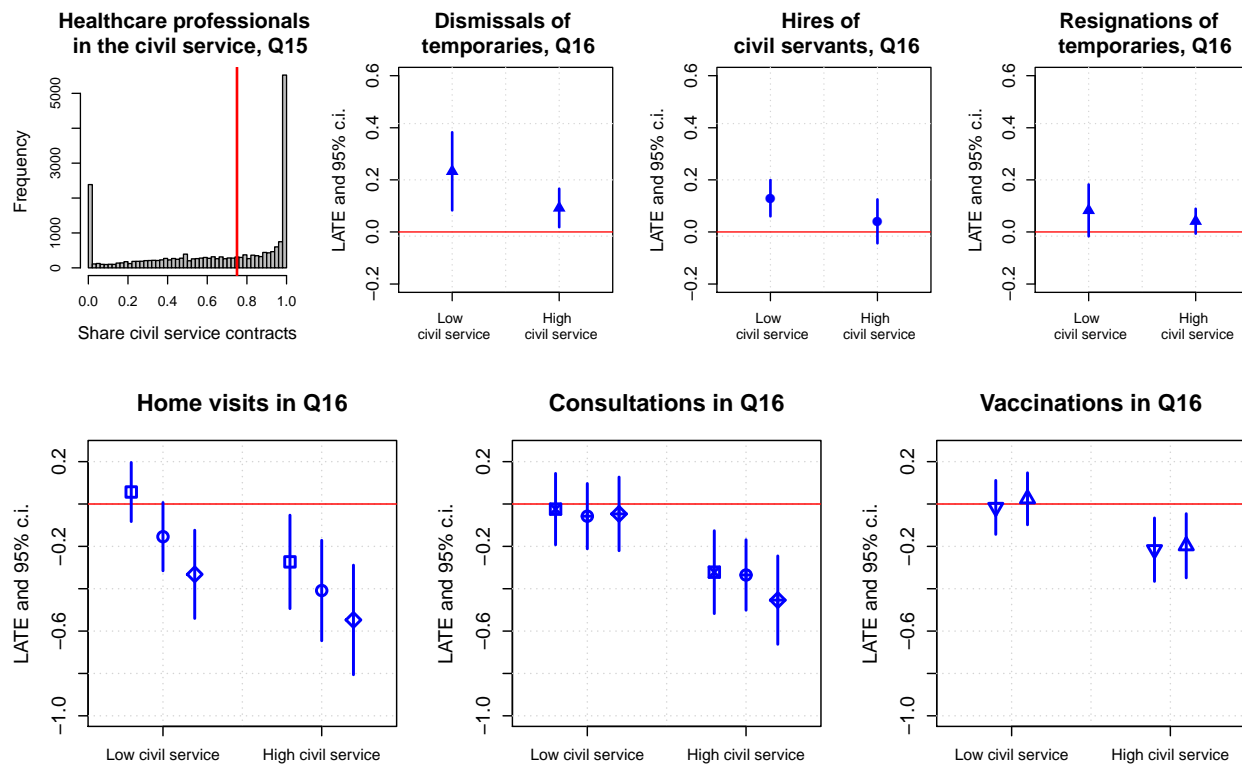 Healthcare professionals
in the civil service, Q15
Frequency
5000
3000
1000
0
0.0 0.2 0.4 0.6 0.8 1.0
Share civil service contracts
Dismissals of
temporaries, Q16
LATE and 95% c.i.
0.6
0.4
0.2
0.0
−0.2
Low
civil service
High
civil service
Hires of
civil servants, Q16
LATE and 95% c.i.
0.6
0.4
0.2
0.0
−0.2
Low
civil service
High
civil service
Resignations of
temporaries, Q16
LATE and 95% c.i.
0.6
0.4
0.2
0.0
−0.2
Low
civil service
High
civil service
Home visits in Q16
LATE and 95% c.i.
0.2
−0.2
−0.6
−1.0
Low civil service High civil service
Consultations in Q16
LATE and 95% c.i.
0.2
−0.2
−0.6
−1.0
Low civil service High civil service
Vaccinations in Q16
LATE and 95% c.i.
0.2
−0.2
−0.6
−1.0
Low civil service High civil service